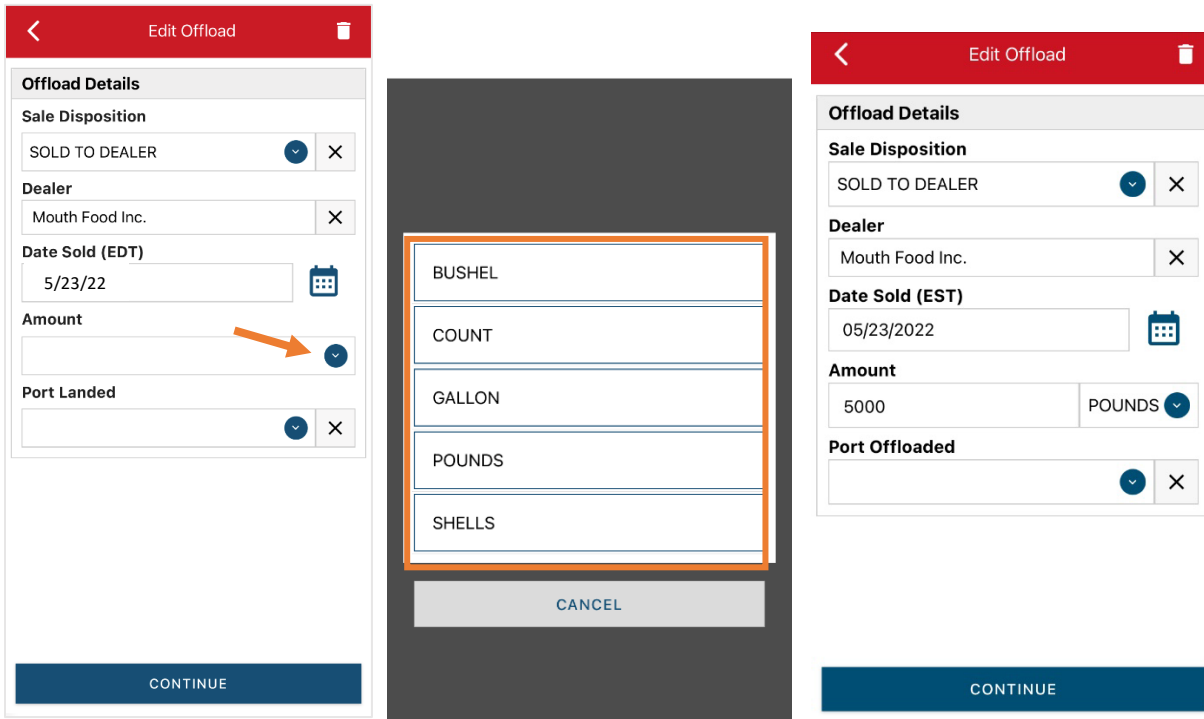 Edit Offload
Offload Details
Sale Disposition
SOLD TO DEALER
Dealer
Mouth Food Inc.
Date Sold (EDT)
5/23/22
Amount
Port Landed
CONTINUE
BUSHEL
COUNT
GALLON
POUNDS
SHELLS
CANCEL
Edit Offload
Offload Details
Sale Disposition
SOLD TO DEALER
Dealer
Mouth Food Inc.
Date Sold (EST)
05/23/2022
Amount
5000 POUNDS
Port Offloaded
CONTINUE